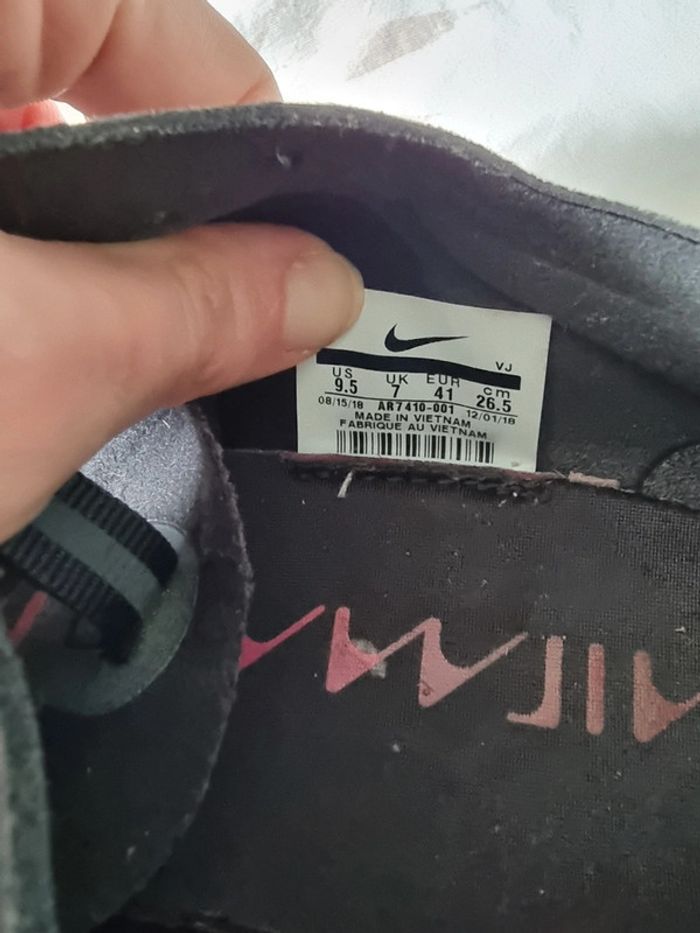 VJ
US UK EUR cm
9.5 7 41 26.5
08/15/18 AR7410-001 12/01/18
MADE IN VIETNAM
FABRIQUE AU VIETNAM